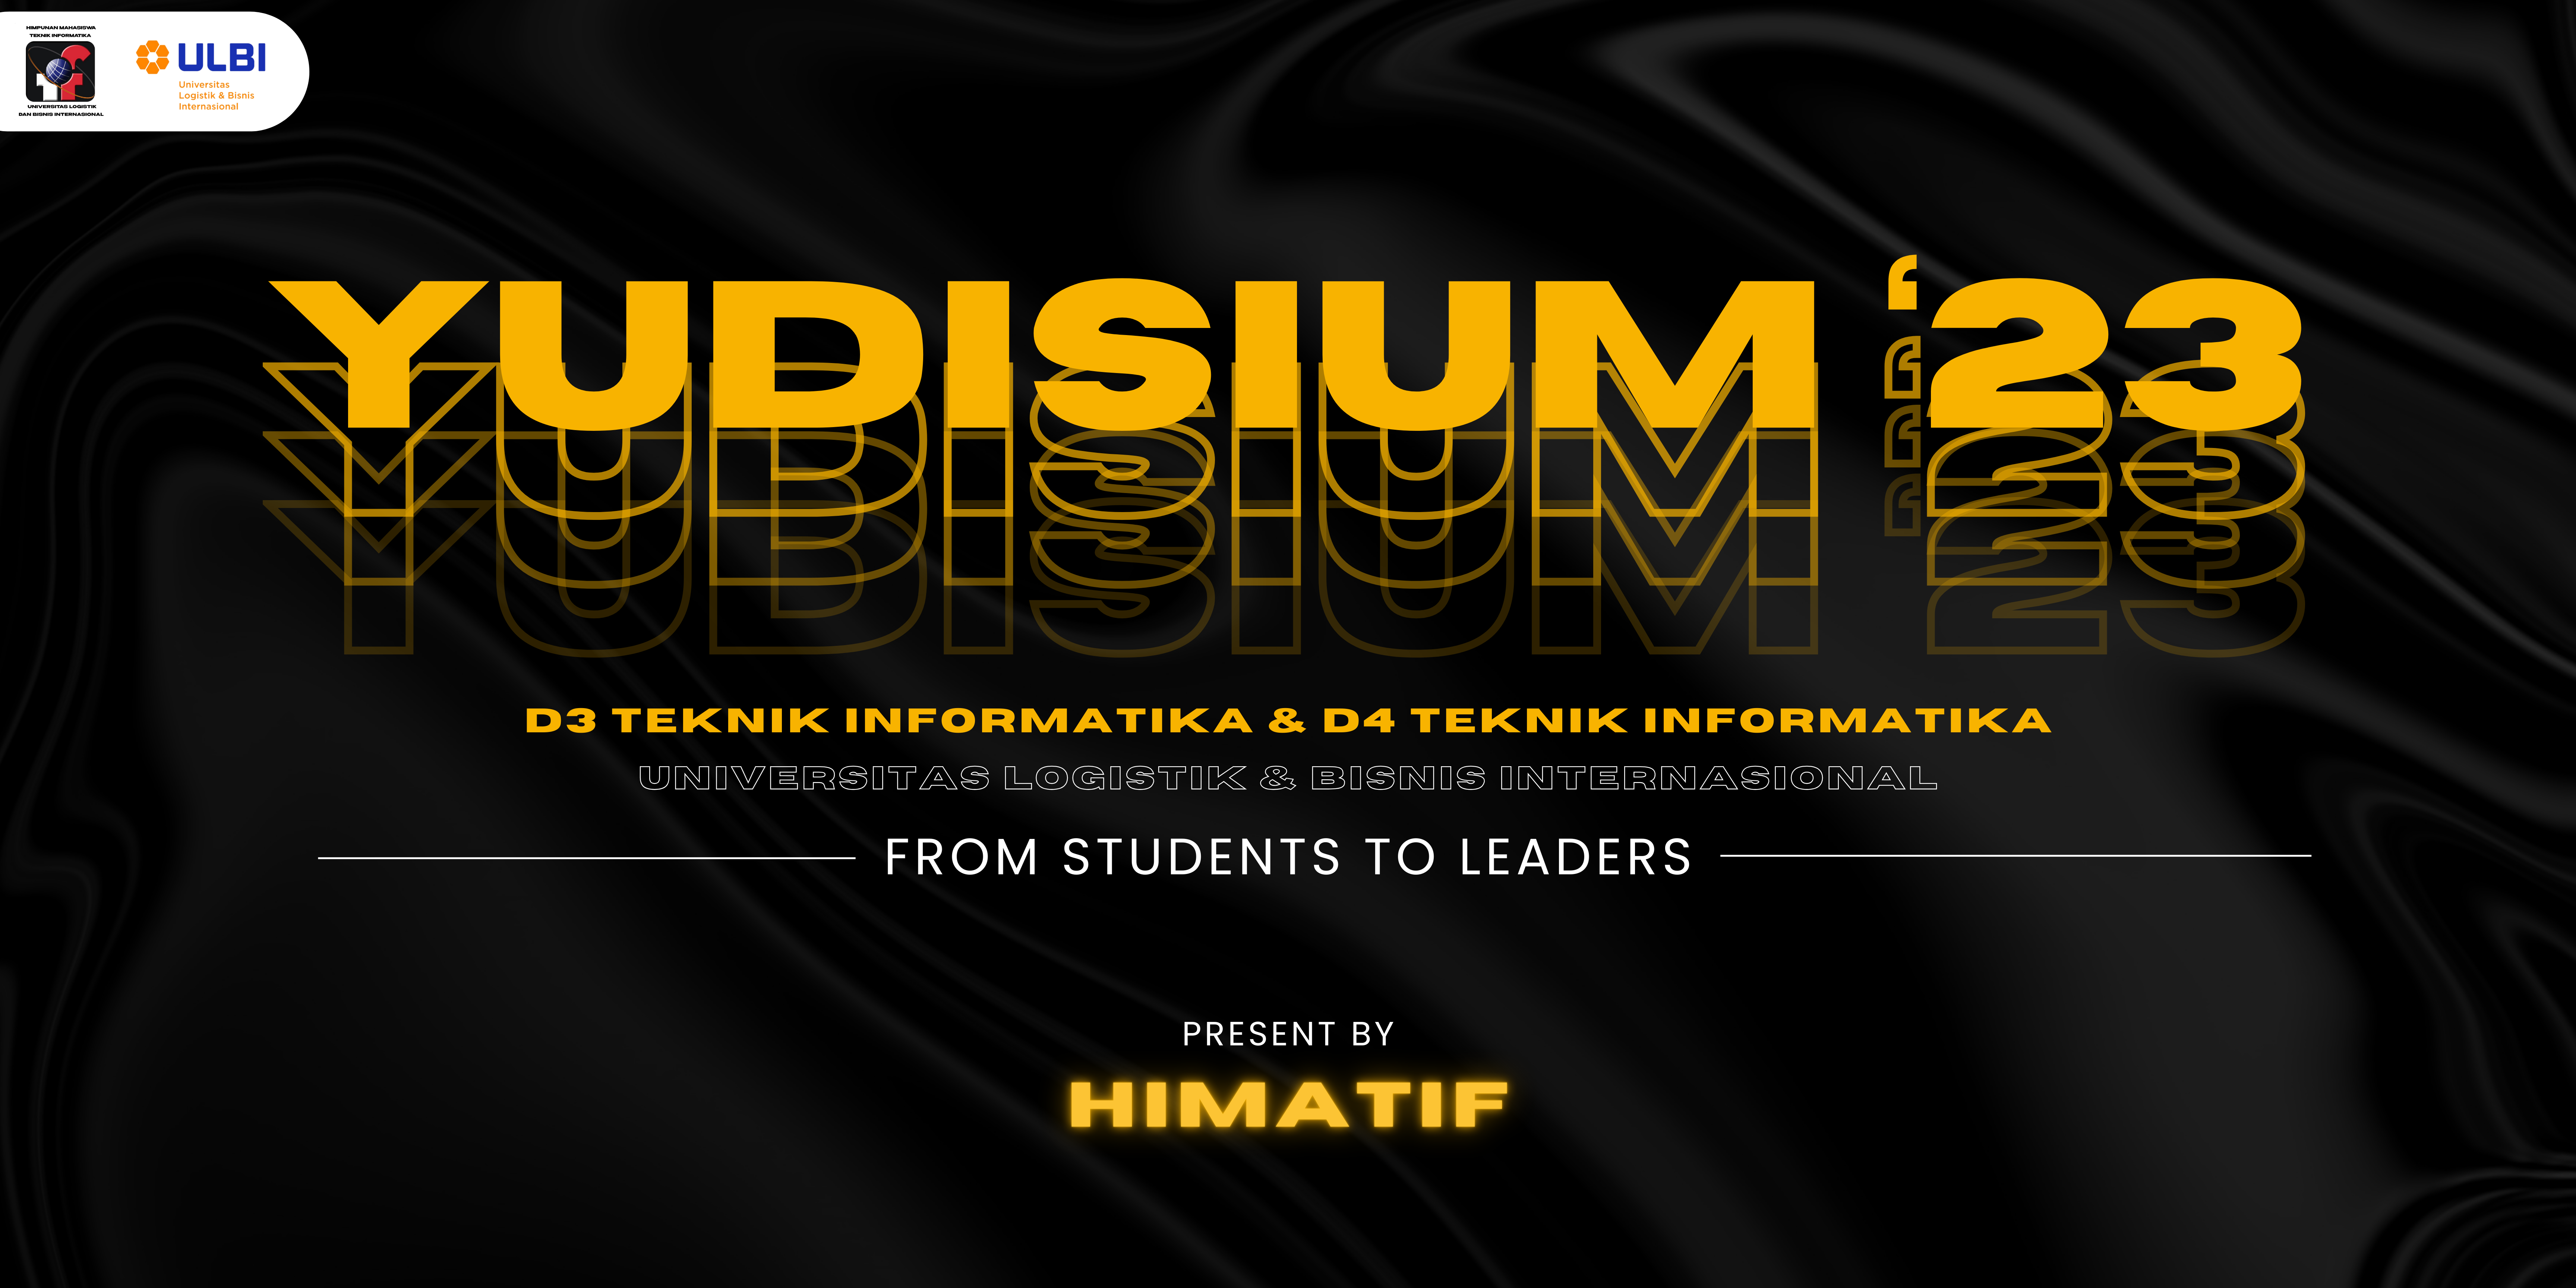 HIMPUNAN MAHASISWA
TEKNIK INFORMATIKA
UNIVERSITAS LOGISTIK
DAN BISNIS INTERNASIONAL
ULBI
Universitas
Logistik & Bisnis
Internasional
YUDISIUM ‘23
D3 TEKNIK INFORMATIKA & D4 TEKNIK INFORMATIKA
UNIVERSITAS LOGISTIK & BISNIS INTERNASIONAL
FROM STUDENTS TO LEADERS
PRESENT BY
HIMATIF